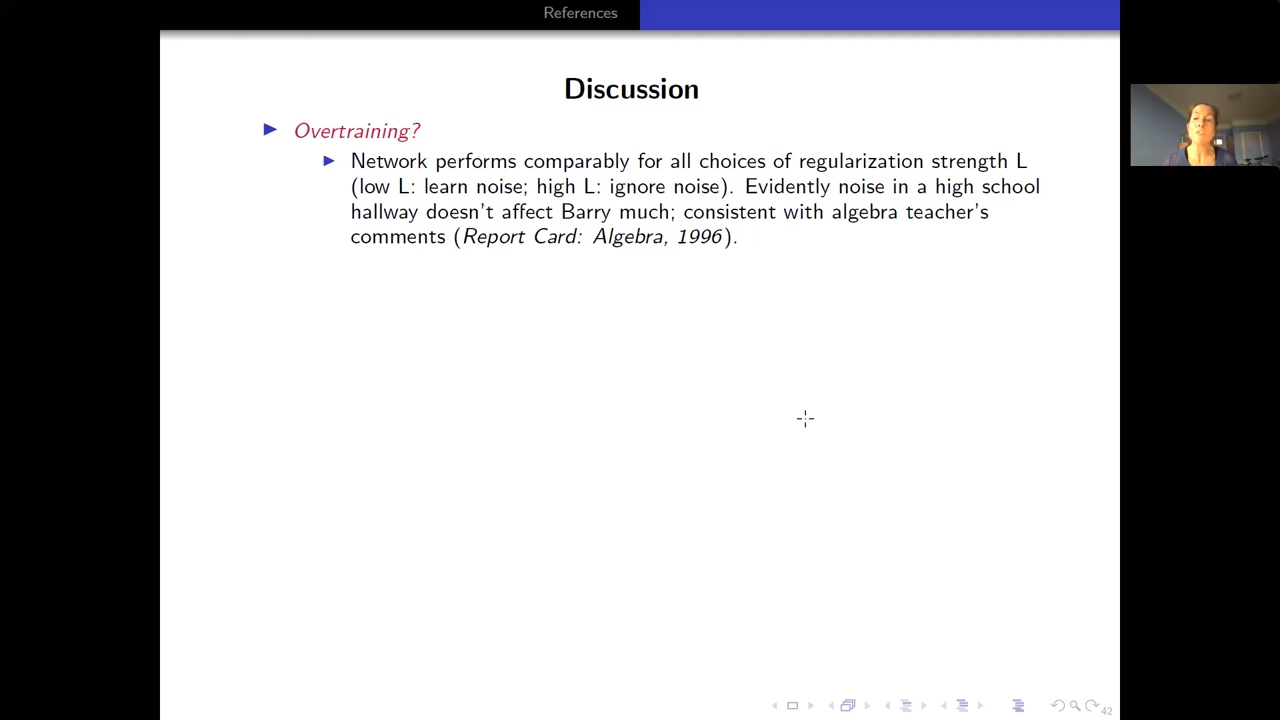 References
Discussion
Overtraining?
Network performs comparably for all choices of regularization strength L
(low L: learn noise; high L: ignore noise). Evidently noise in a high school
hallway doesn't affect Barry much; consistent with algebra teacher's
comments (Report Card: Algebra, 1996).
42